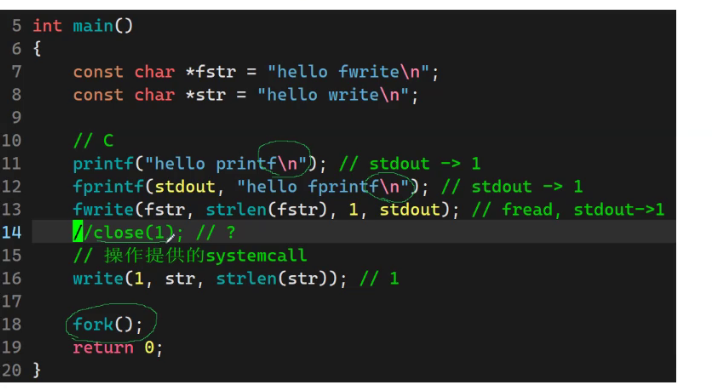 5 int main()
6 {
7     const char *fstr = "hello fwrite\n";
8     const char *str = "hello write\n";
9
10     // C
11     printf("hello printf\n"); // stdout -> 1
12     fprintf(stdout, "hello fprintf\n"); // stdout -> 1
13     fwrite(fstr, strlen(fstr), 1, stdout); // fread, stdout->1
14     //close(1); // ?
15     // 操作提供的systemcall
16     write(1, str, strlen(str)); // 1
17
18     fork();
19     return 0;
20 }